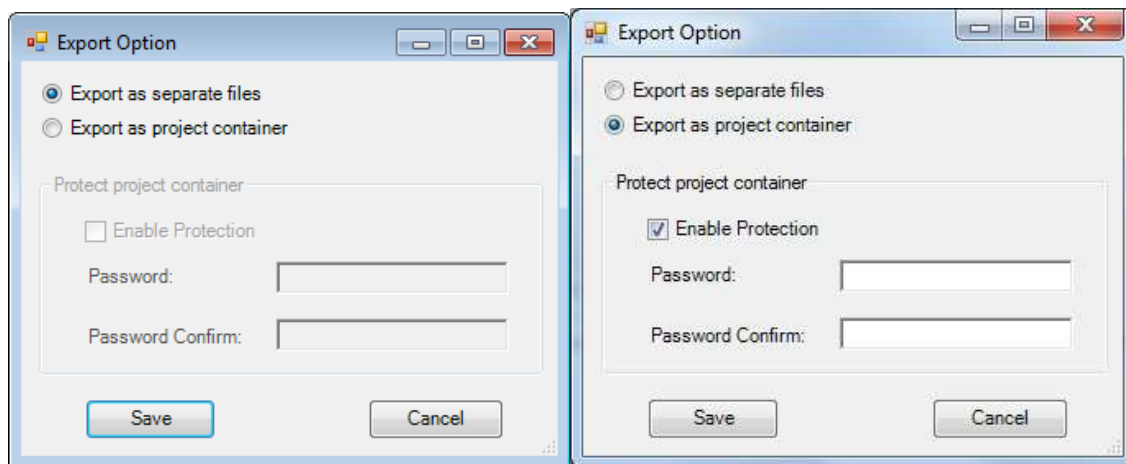 Export Option
Export as separate files
Export as project container
Protect project container
Enable Protection
Password:
Password Confirm:
Save Cancel
Export Option
Export as separate files
Export as project container
Protect project container
Enable Protection
Password:
Password Confirm:
Save Cancel